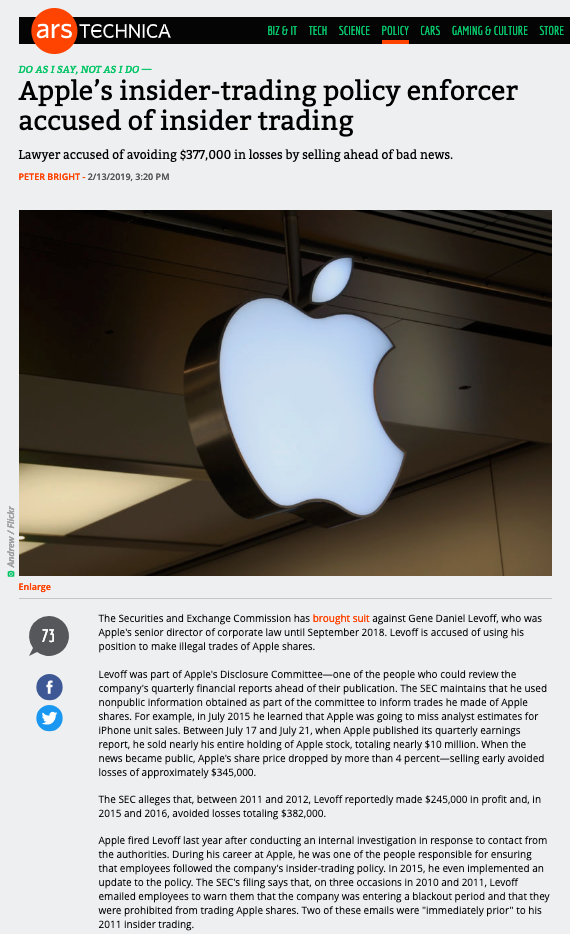 ars TECHNICA
BIZ & IT TECH SCIENCE POLICY CARS GAMING & CULTURE STORE
DO AS I SAY, NOT AS I DO —
Apple's insider-trading policy enforcer
accused of insider trading
Lawyer accused of avoiding $377,000 in losses by selling ahead of bad news.
PETER BRIGHT - 2/13/2019, 3:20 PM
Andrew / Flickr
Enlarge
73
The Securities and Exchange Commission has brought suit against Gene Daniel Levoff, who was
Apple's senior director of corporate law until September 2018. Levoff is accused of using his
position to make illegal trades of Apple shares.
Levoff was part of Apple's Disclosure Committee—one of the people who could review the
company's quarterly financial reports ahead of their publication. The SEC maintains that he used
nonpublic information obtained as part of the committee to inform trades he made of Apple
shares. For example, in July 2015 he learned that Apple was going to miss analyst estimates for
iPhone unit sales. Between July 17 and July 21, when Apple published its quarterly earnings
report, he sold nearly his entire holding of Apple stock, totaling nearly $10 million. When the
news became public, Apple's share price dropped by more than 4 percent—selling early avoided
losses of approximately $345,000.
The SEC alleges that, between 2011 and 2012, Levoff reportedly made $245,000 in profit and, in
2015 and 2016, avoided losses totaling $382,000.
Apple fired Levoff last year after conducting an internal investigation in response to contact from
the authorities. During his career at Apple, he was one of the people responsible for ensuring
that employees followed the company's insider-trading policy. In 2015, he even implemented an
update to the policy. The SEC's filing says that, on three occasions in 2010 and 2011, Levoff
emailed employees to warn them that the company was entering a blackout period and that they
were prohibited from trading Apple shares. Two of these emails were "immediately prior" to his
2011 insider trading.